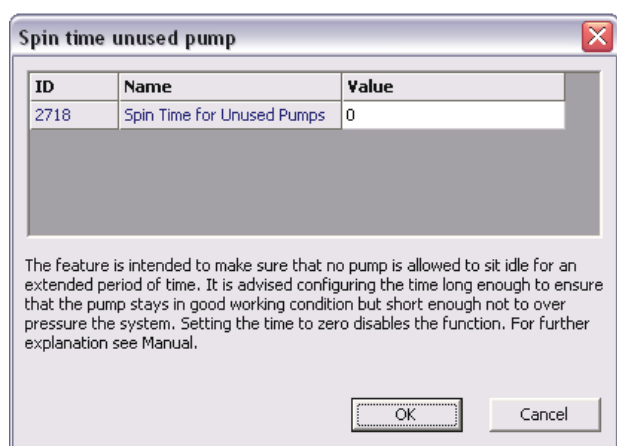 Spin time unused pump
ID Name Value
2718 Spin Time for Unused Pumps 0
The feature is intended to make sure that no pump is allowed to sit idle for an
extended period of time. It is advised configuring the time long enough to ensure
that the pump stays in good working condition but short enough not to over
pressure the system. Setting the time to zero disables the function. For further
explanation see Manual.
OK Cancel